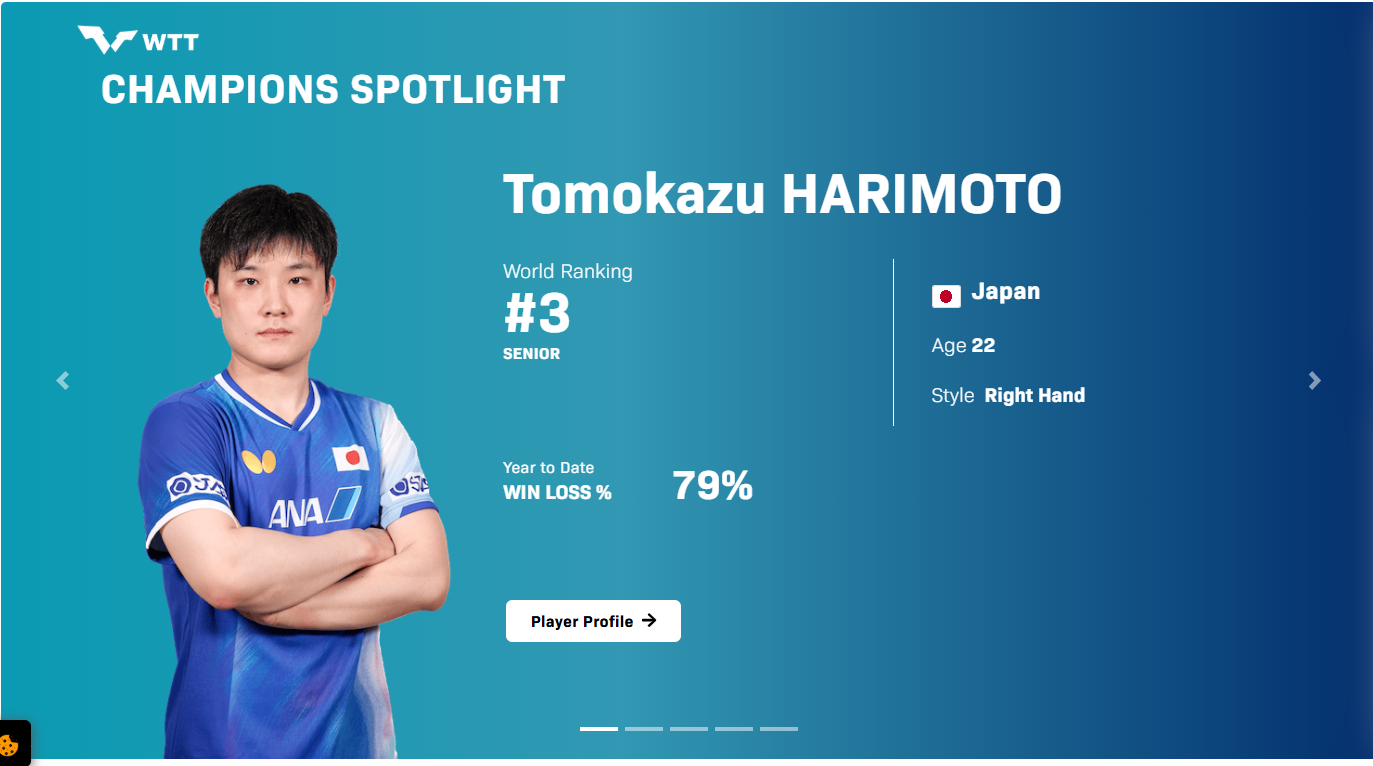 WTT
CHAMPIONS SPOTLIGHT
Tomokazu HARIMOTO
World Ranking
#3
SENIOR
Japan
Age 22
Style Right Hand
Year to Date
WIN LOSS %
79%
ANA
Player Profile →